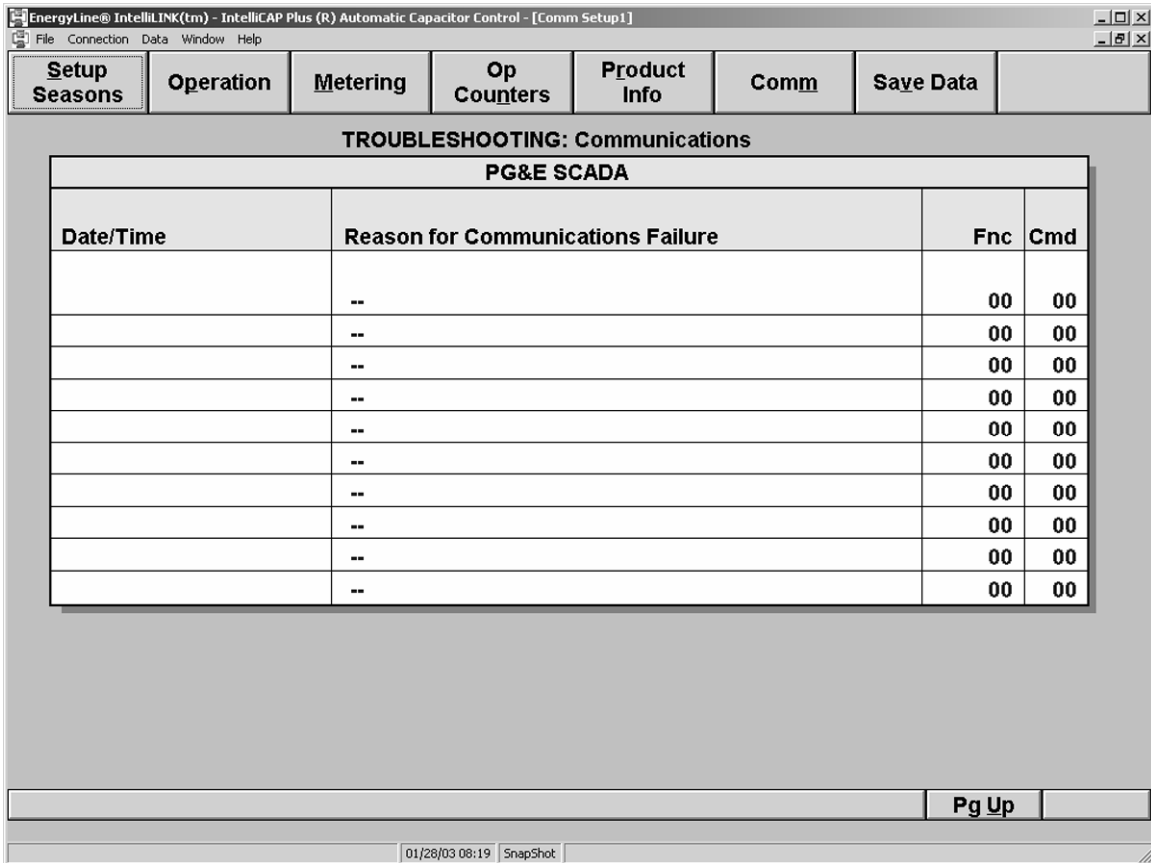 EnergyLine® IntelliLINK(tm) - IntelliCAP Plus (R) Automatic Capacitor Control - [Comm Setup1]
File Connection Data Window Help
Setup Seasons Operation Metering Op Counters Product Info Comm Save Data
TROUBLESHOOTING: Communications
PG&E SCADA
Date/Time Reason for Communications Failure Fnc Cmd
-- 00 00
-- 00 00
-- 00 00
-- 00 00
-- 00 00
-- 00 00
-- 00 00
-- 00 00
-- 00 00
-- 00 00
Pg Up
01/28/03 08:19 SnapShot